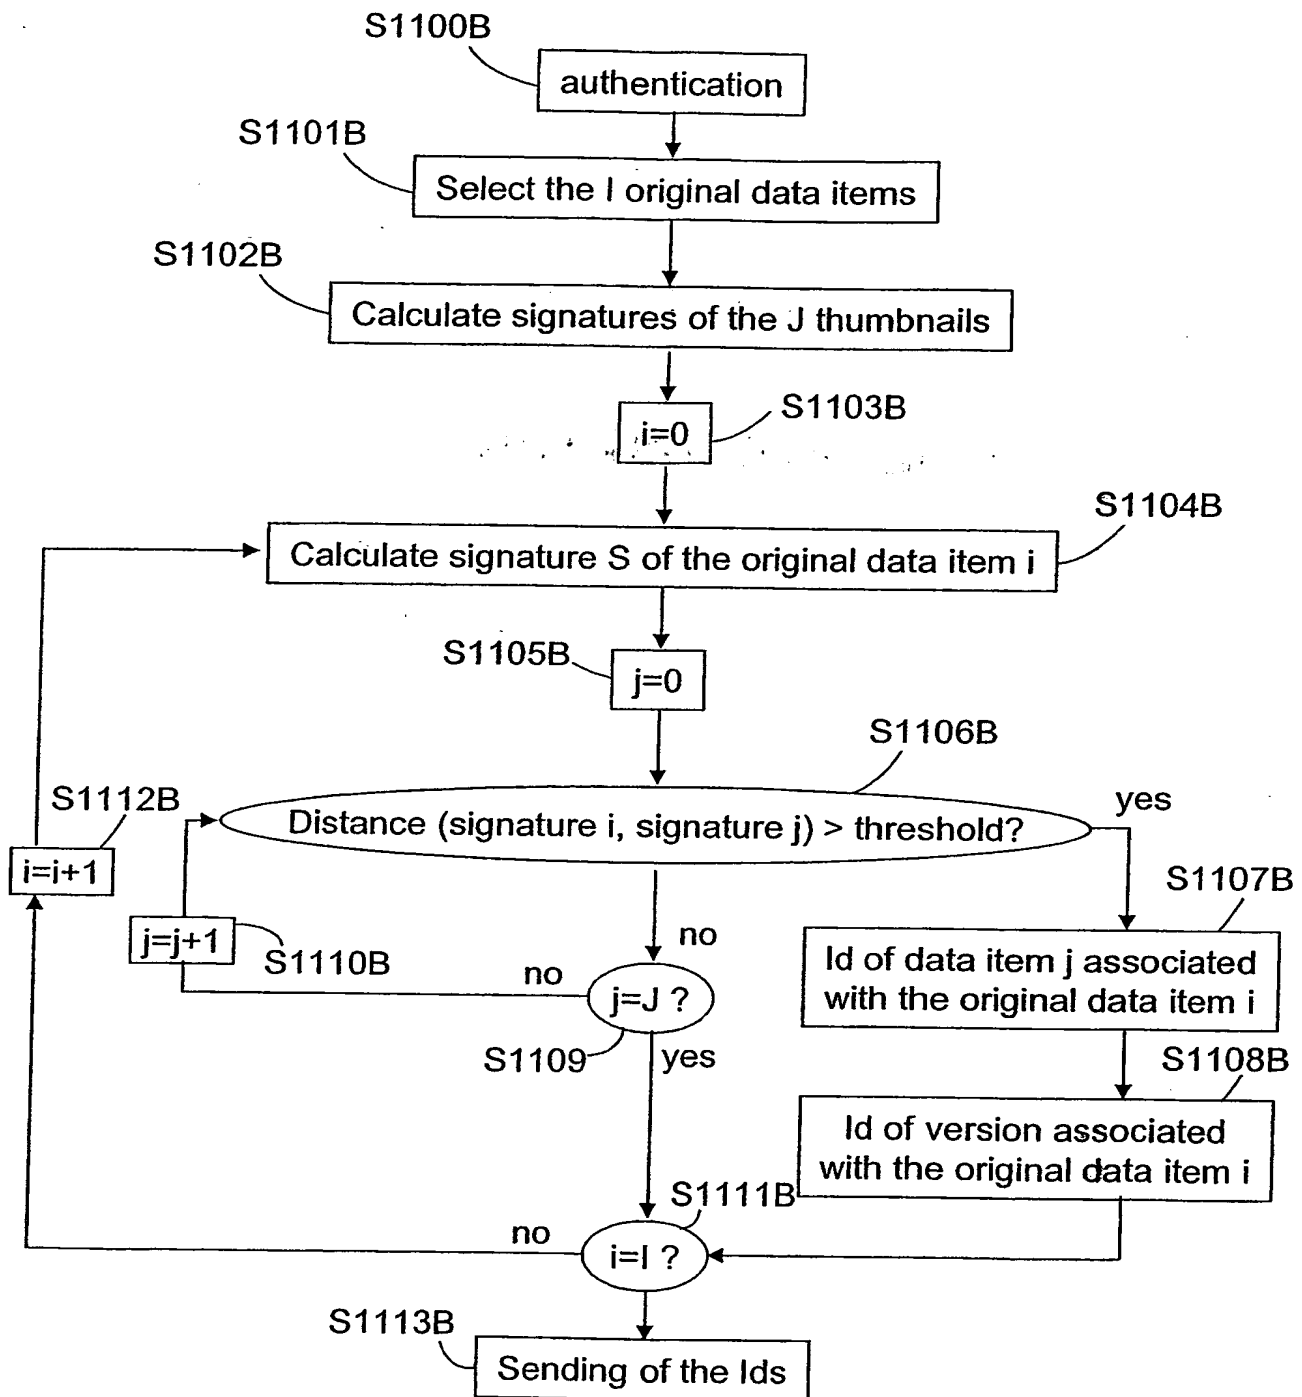 S1100B
authentication
S1101B
Select the I original data items
S1102B
Calculate signatures of the J thumbnails
S1103B
i=0
S1104B
Calculate signature S of the original data item i
S1105B
j=0
S1106B
Distance (signature i, signature j) > threshold?
yes
S1112B
i=i+1
S1107B
j=j+1
S1110B
no
no
Id of data item j associated
with the original data item i
j=J ?
S1109
yes
S1108B
Id of version associated
with the original data item i
S1111B
no
i=I ?
S1113B
Sending of the Ids